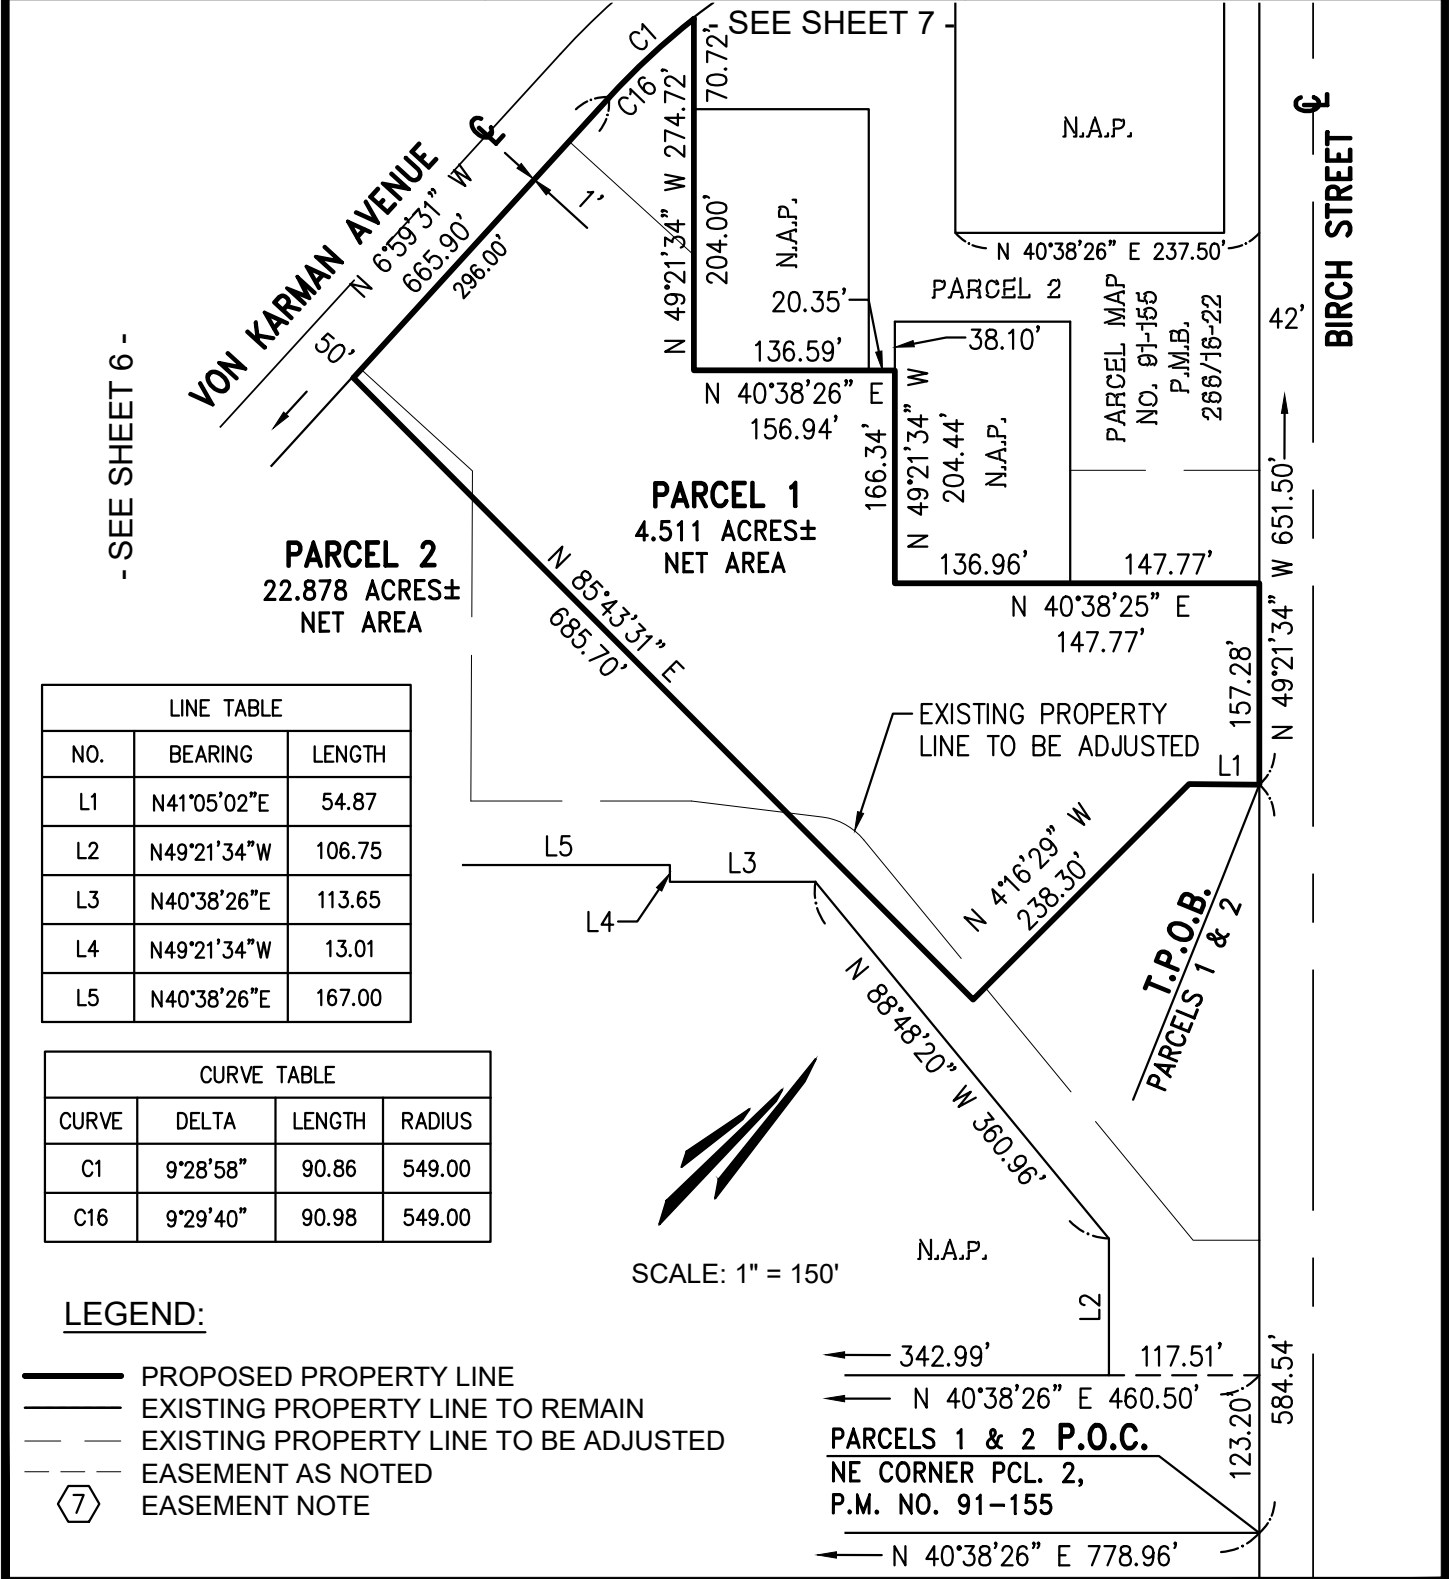 - SEE SHEET 7 -
C1
C16
70.72'
N 49°21'34" W 274.72'
204.00'
N.A.P.
N.A.P.
℄
BIRCH STREET
℄
VON KARMAN AVENUE
N 6°59'31" W
665.90'
296.00'
1'
50'
N 40°38'26" E 237.50'
PARCEL 2
PARCEL MAP
NO. 91-155
P.M.B.
266/16-22
42'
20.35'
38.10'
136.59'
N 40°38'26" E
156.94'
166.34'
N 49°21'34" W
204.44'
N.A.P.
- SEE SHEET 6 -
PARCEL 1
4.511 ACRES±
NET AREA
136.96'
147.77'
N 40°38'25" E
147.77'
N 49°21'34" W 651.50'
157.28'
PARCEL 2
22.878 ACRES±
NET AREA
N 85°43'31" E
685.70'
EXISTING PROPERTY
LINE TO BE ADJUSTED
L1
LINE TABLE
NO. BEARING LENGTH
L1 N41°05'02"E 54.87
L2 N49°21'34"W 106.75
L3 N40°38'26"E 113.65
L4 N49°21'34"W 13.01
L5 N40°38'26"E 167.00
L5
L3
L4
N 4°16'29" W
238.30'
T.P.O.B.
PARCELS 1 & 2
N 88°48'20" W 360.96'
CURVE TABLE
CURVE DELTA LENGTH RADIUS
C1 9°28'58" 90.86 549.00
C16 9°29'40" 90.98 549.00
SCALE: 1" = 150'
N.A.P.
L2
342.99'
117.51'
N 40°38'26" E 460.50'
123.20'
584.54'
PARCELS 1 & 2 P.O.C.
NE CORNER PCL. 2,
P.M. NO. 91-155
N 40°38'26" E 778.96'
LEGEND:
PROPOSED PROPERTY LINE
EXISTING PROPERTY LINE TO REMAIN
EXISTING PROPERTY LINE TO BE ADJUSTED
EASEMENT AS NOTED
7 EASEMENT NOTE